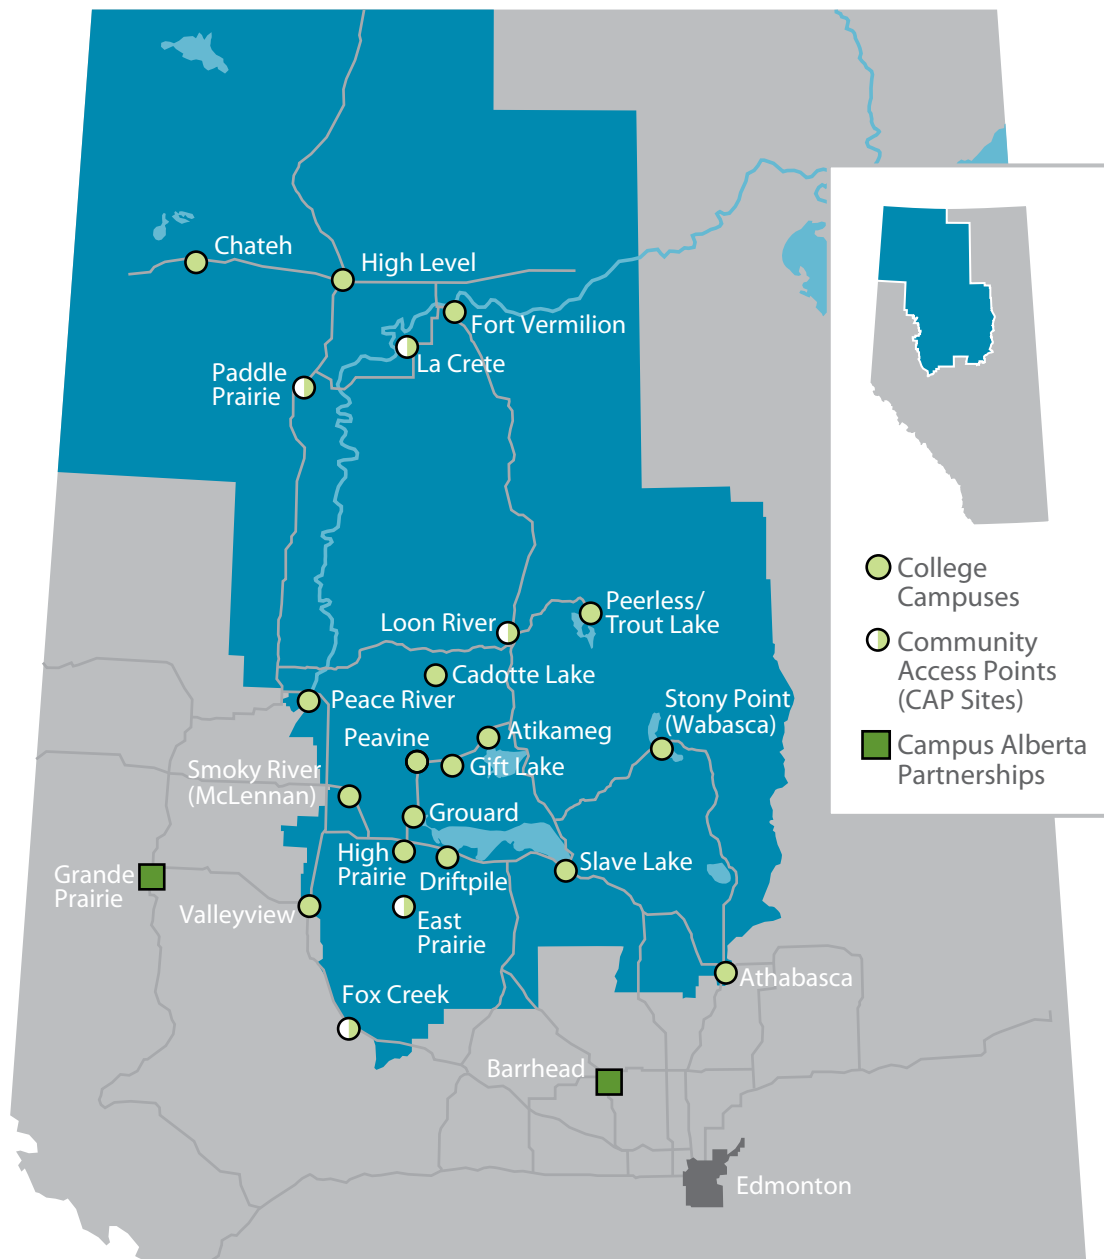 Chateh
High Level
Fort Vermilion
La Crete
Paddle
Prairie
Peerless/
Trout Lake
Loon River
Cadotte Lake
Stony Point
(Wabasca)
Peace River
Atikameg
Peavine
Gift Lake
Smoky River
(McLennan)
Grouard
High
Prairie
Driftpile
Slave Lake
Grande
Prairie
Valleyview
East
Prairie
Athabasca
Fox Creek
Barrhead
Edmonton
College
Campuses
Community
Access Points
(CAP Sites)
Campus Alberta
Partnerships